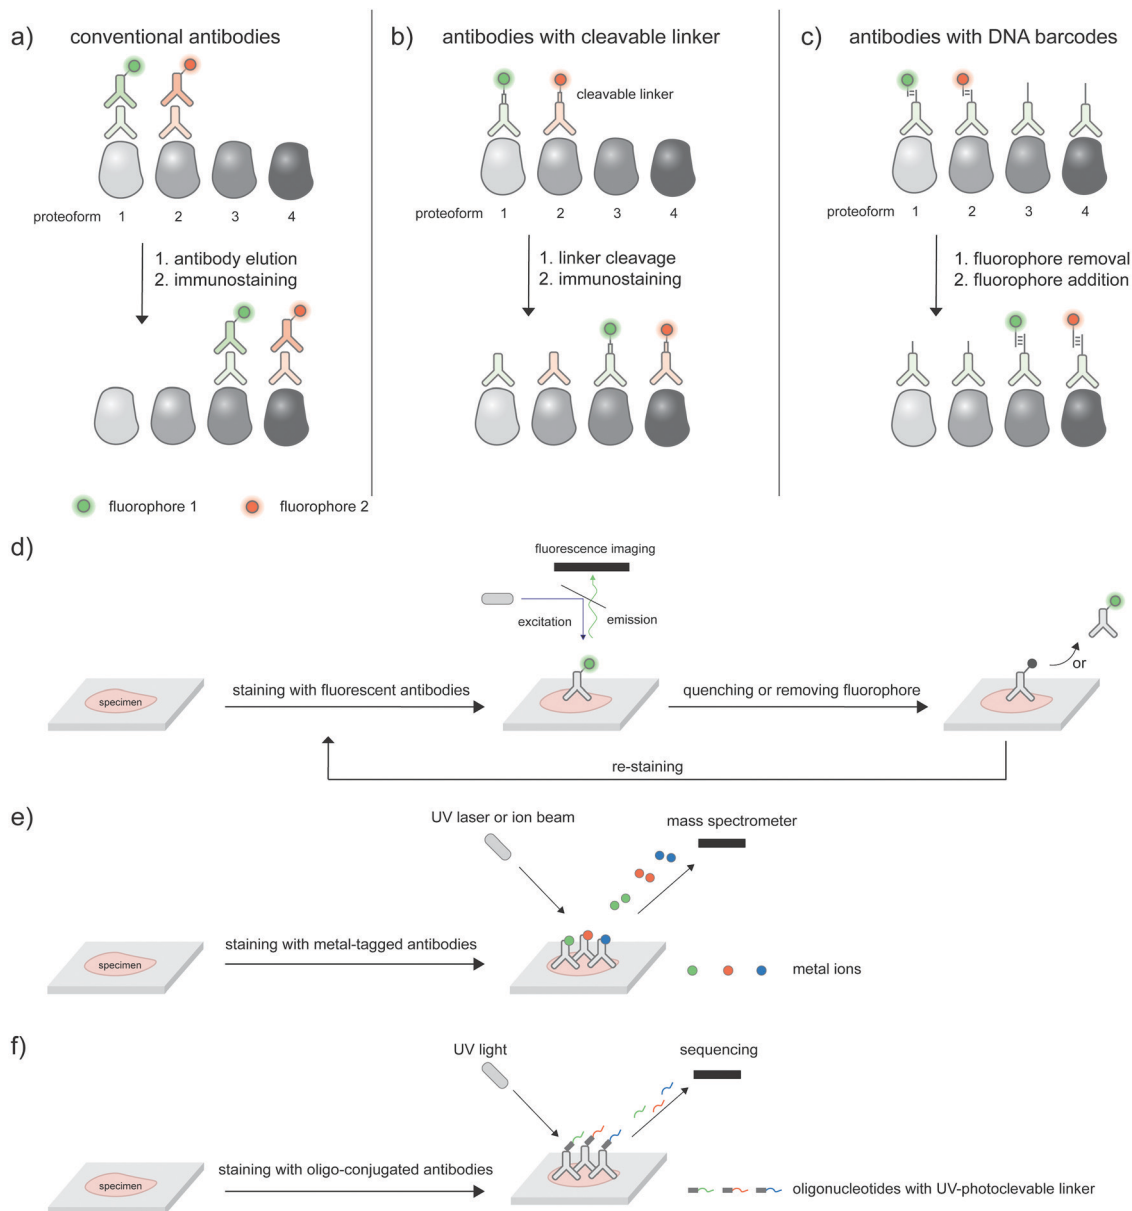 a) conventional antibodies
b) antibodies with cleavable linker
c) antibodies with DNA barcodes
cleavable linker
proteoform 1 2 3 4
proteoform 1 2 3 4
proteoform 1 2 3 4
1. antibody elution
2. immunostaining
1. linker cleavage
2. immunostaining
1. fluorophore removal
2. fluorophore addition
fluorophore 1
fluorophore 2
d)
fluorescence imaging
excitation
emission
specimen
staining with fluorescent antibodies
quenching or removing fluorophore
or
re-staining
e)
UV laser or ion beam
mass spectrometer
specimen
staining with metal-tagged antibodies
metal ions
f)
UV light
sequencing
specimen
staining with oligo-conjugated antibodies
oligonucleotides with UV-photoclevable linker